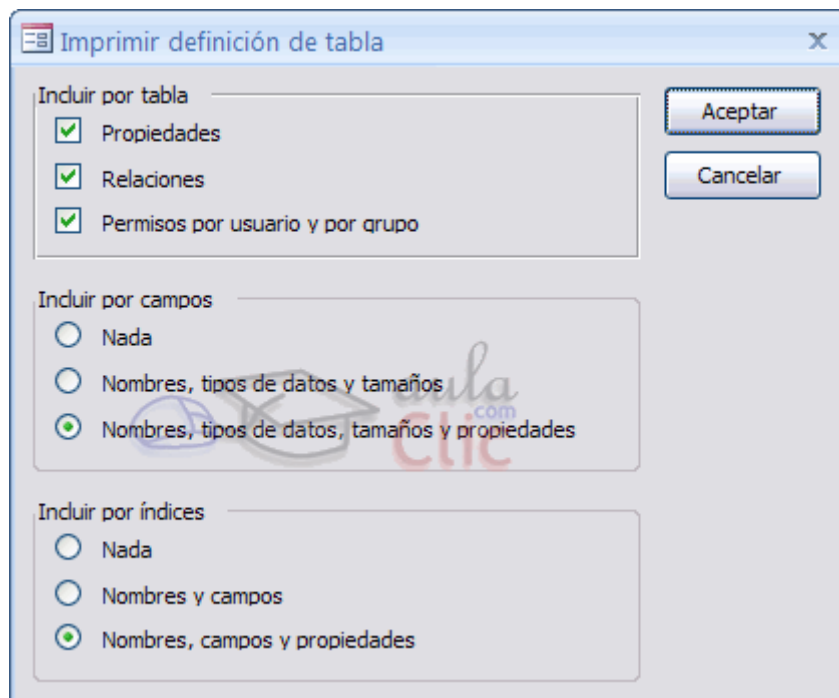 Imprimir definición de tabla
Incluir por tabla
Propiedades
Relaciones
Permisos por usuario y por grupo
Aceptar
Cancelar
Incluir por campos
Nada
Nombres, tipos de datos y tamaños
Nombres, tipos de datos, tamaños y propiedades
aula
Clic
com
Incluir por índices
Nada
Nombres y campos
Nombres, campos y propiedades